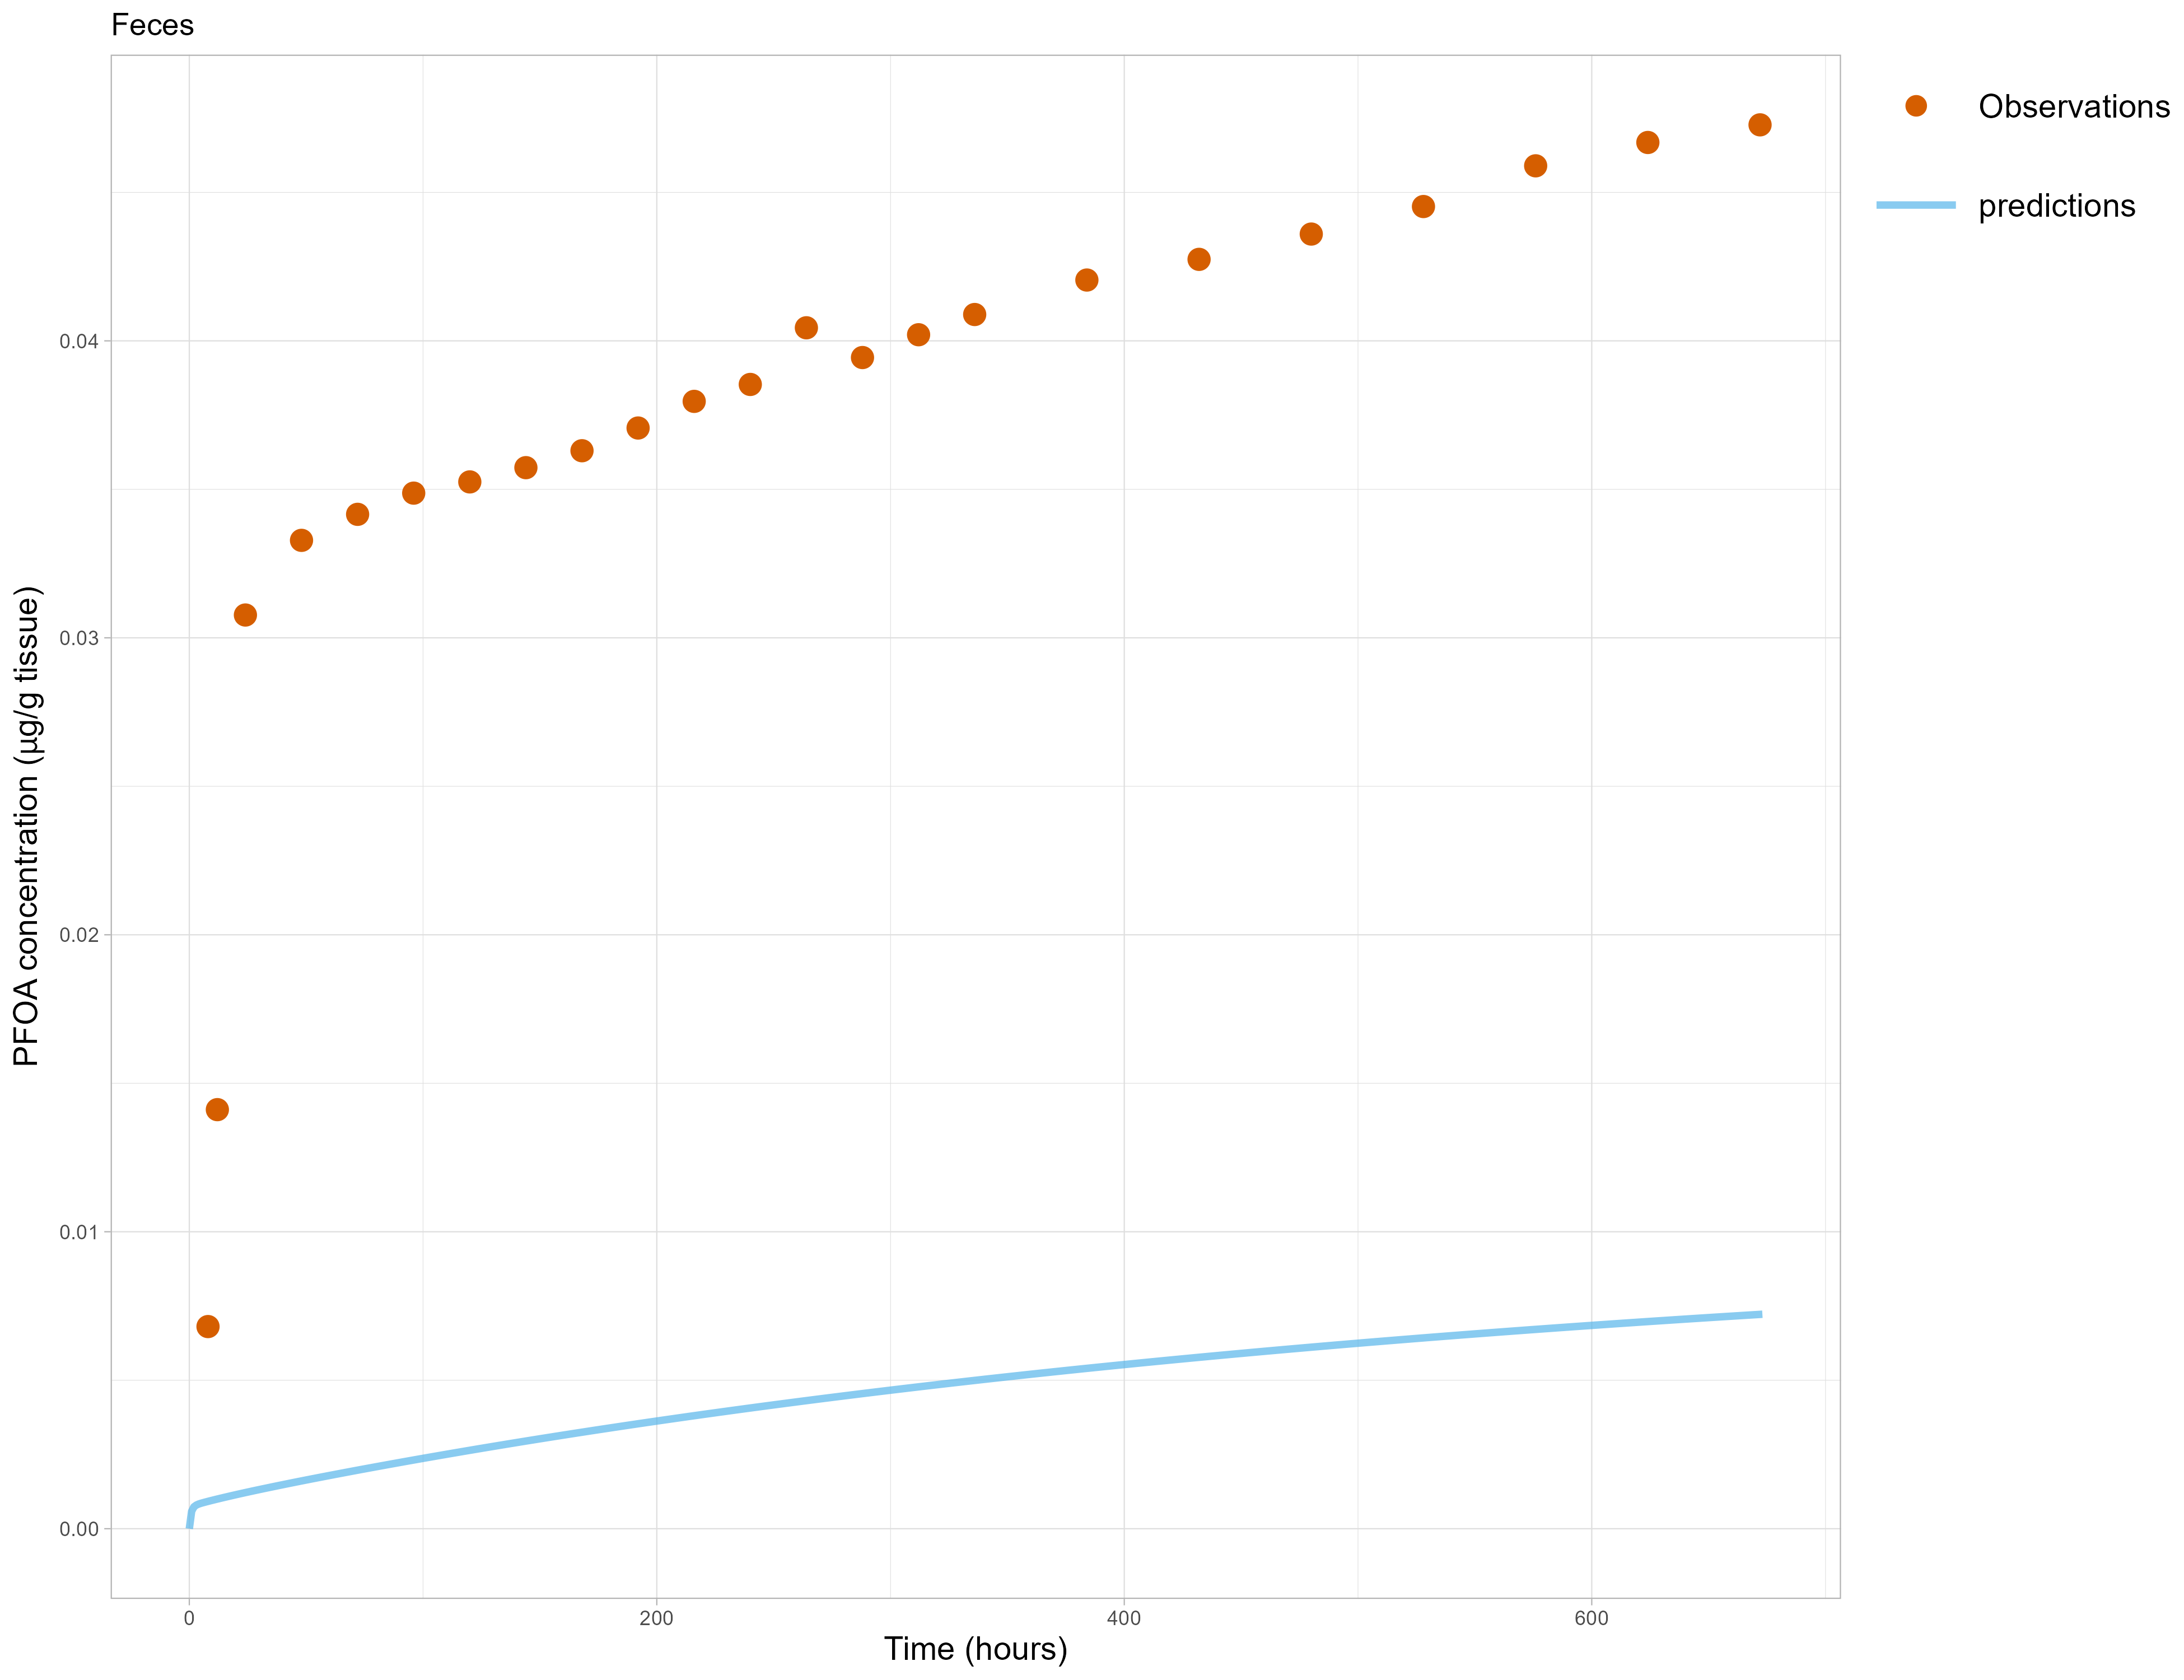 Feces
Observations
predictions
PFOA concentration (µg/g tissue)
0.04
0.03
0.02
0.01
0.00
0
200
400
600
Time (hours)